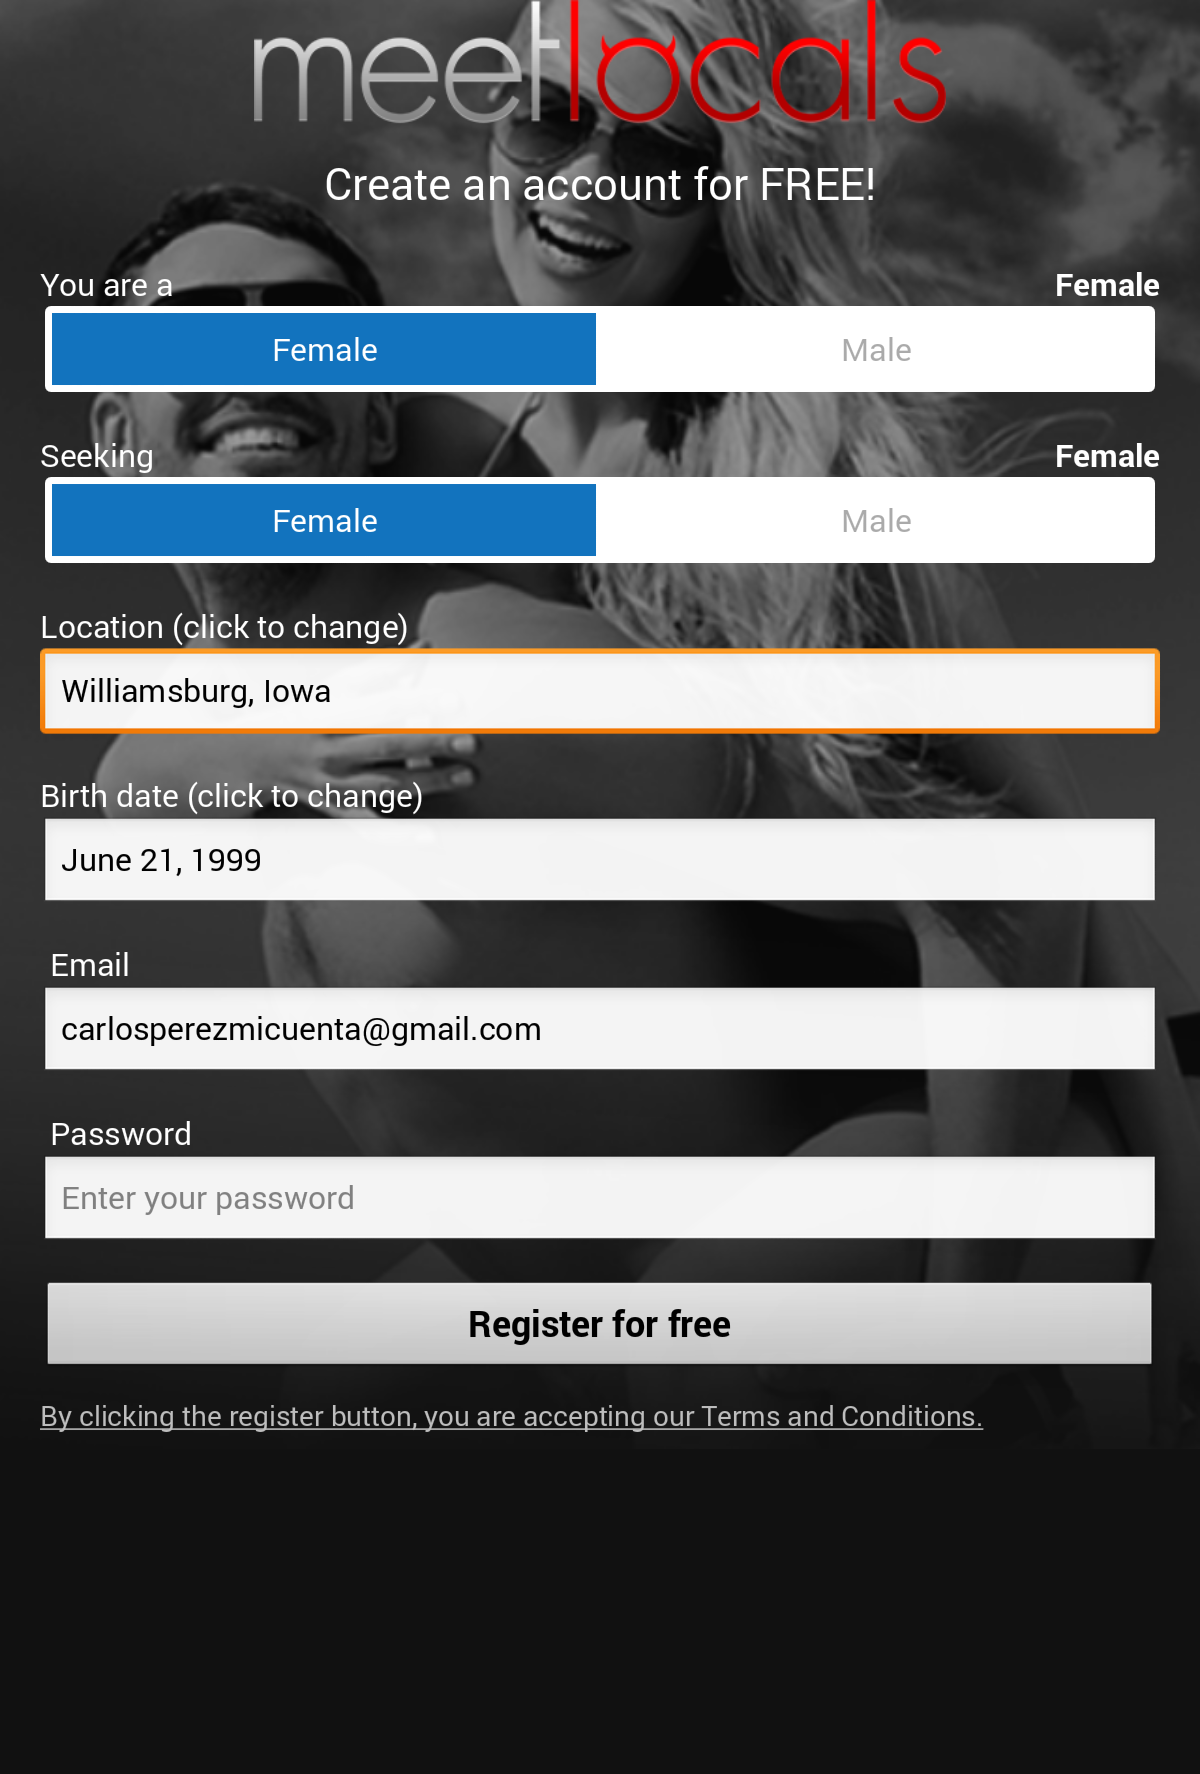 meetlocals
Create an account for FREE!
You are a Female
Female Male
Seeking Female
Female Male
Location (click to change)
Williamsburg, Iowa
Birth date (click to change)
June 21, 1999
Email
carlosperezmicuenta@gmail.com
Password
Enter your password
Register for free
By clicking the register button, you are accepting our Terms and Conditions.